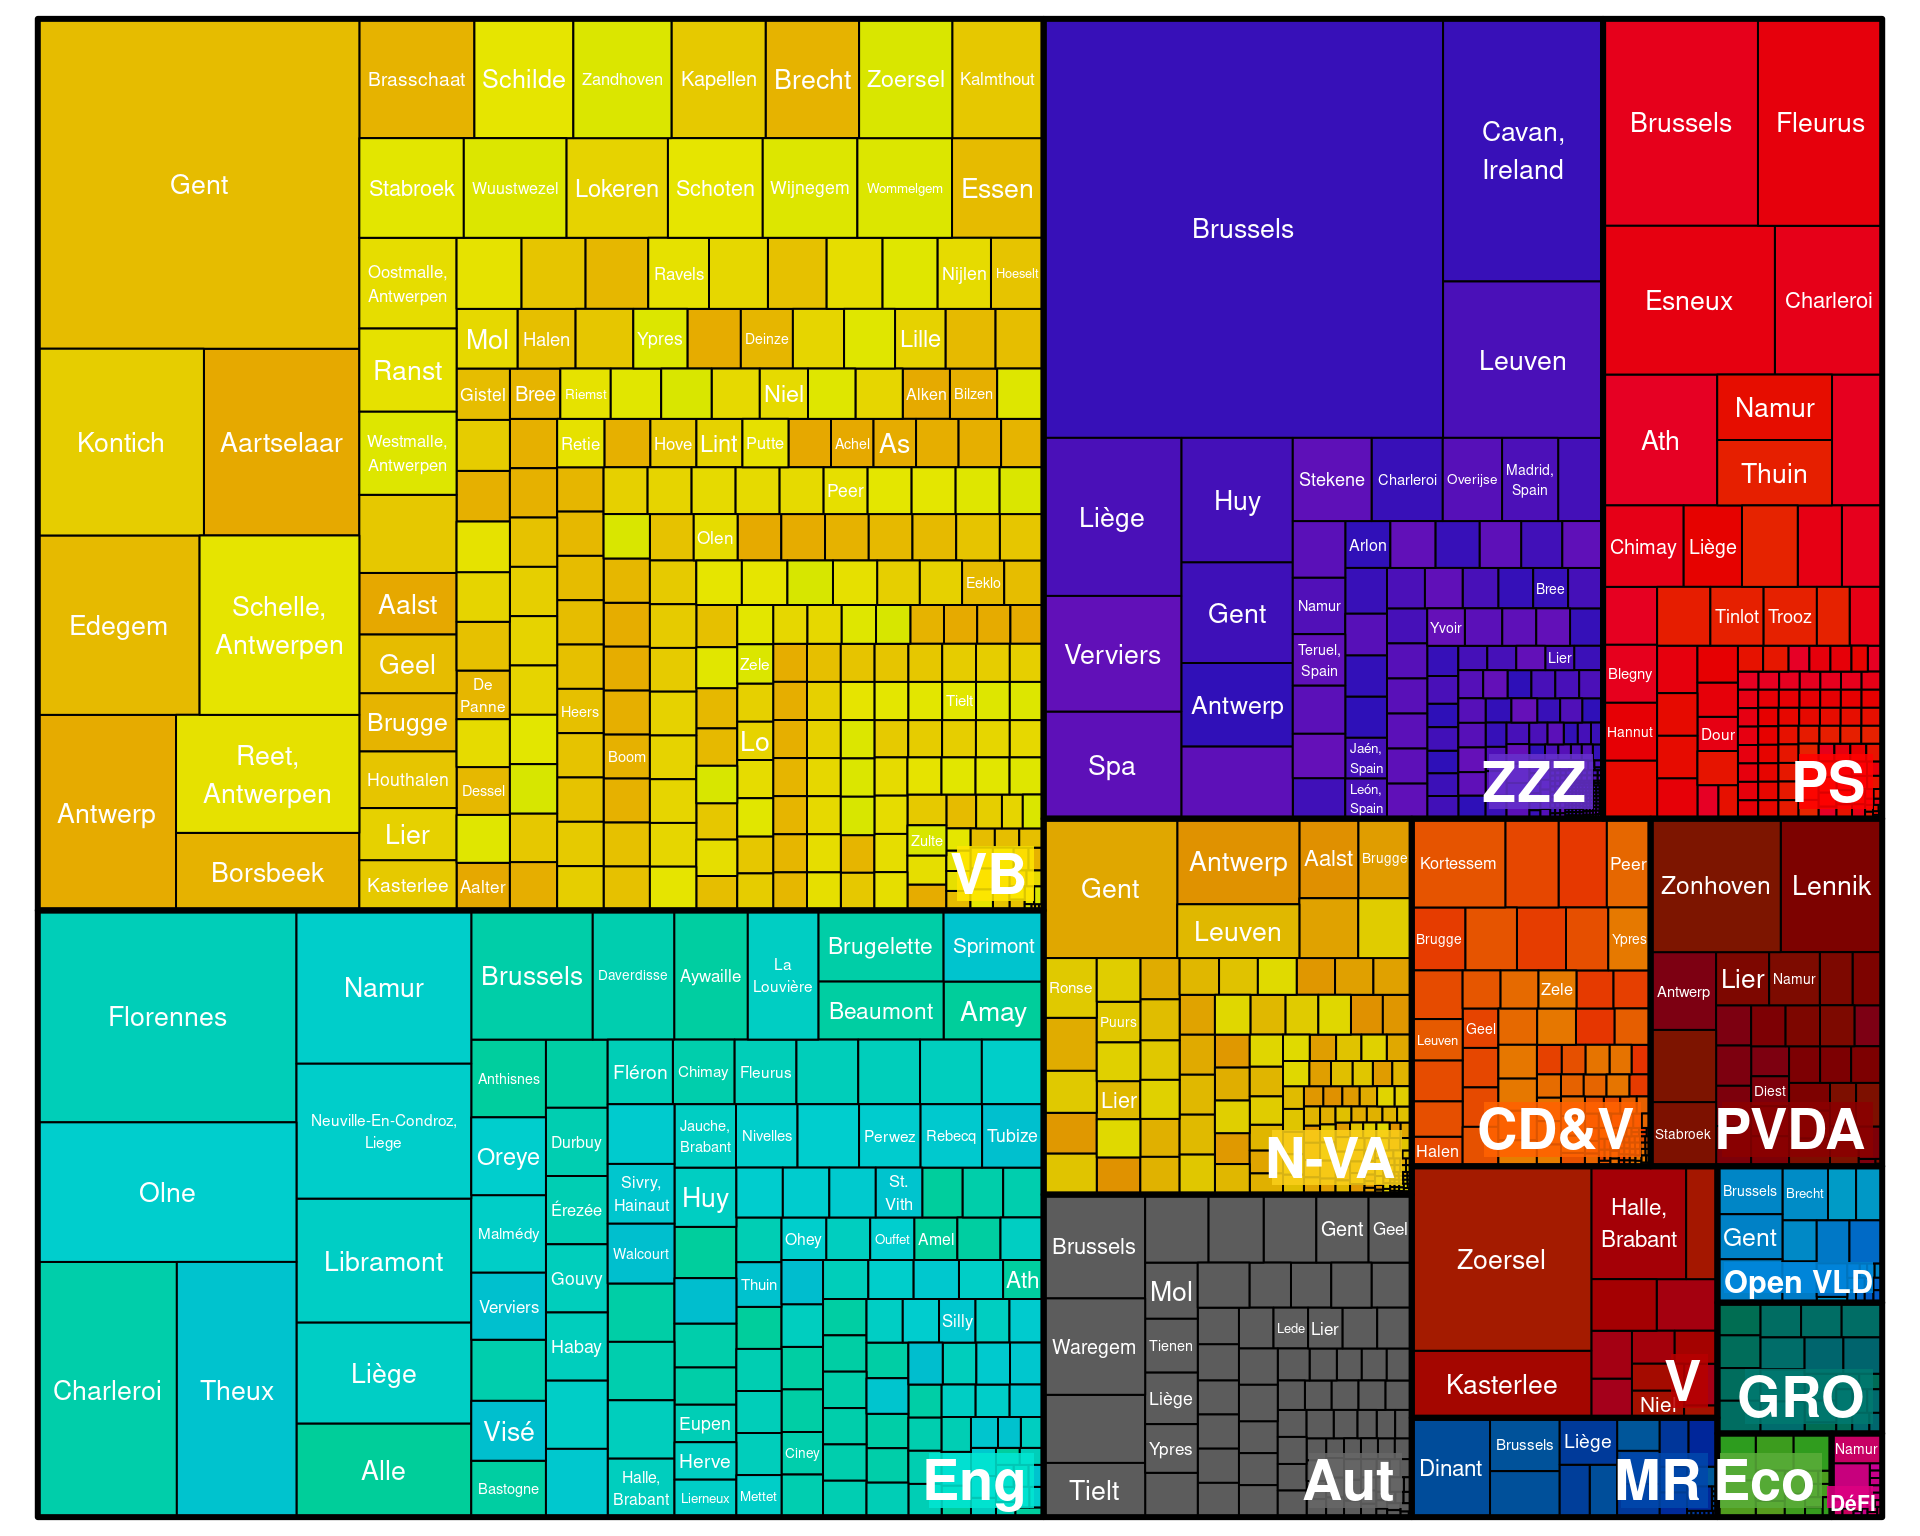 Gent
Brasschaat
Schilde
Zandhoven
Kapellen
Brecht
Zoersel
Kalmthout
Stabroek
Wuustwezel
Lokeren
Schoten
Wijnegem
Wommelgem
Essen
Oostmalle,
Antwerpen
Ravels
Nijlen
Hoeselt
Mol
Halen
Ypres
Deinze
Lille
Ranst
Gistel
Bree
Riemst
Niel
Alken
Bilzen
Kontich
Aartselaar
Westmalle,
Antwerpen
Retie
Hove
Lint
Putte
Achel
As
Peer
Olen
Eeklo
Edegem
Schelle,
Antwerpen
Aalst
Geel
Zele
De
Panne
Tielt
Heers
Brugge
Lo
Boom
Antwerp
Reet,
Antwerpen
Houthalen
Dessel
Lier
Zulte
Borsbeek
Kasterlee
Aalter
VB
Florennes
Namur
Brussels
Daverdisse
Aywaille
La
Louvière
Brugelette
Sprimont
Beaumont
Amay
Neuville-En-Condroz,
Liege
Anthisnes
Fléron
Chimay
Fleurus
Olne
Oreye
Durbuy
Jauche,
Brabant
Nivelles
Perwez
Rebecq
Tubize
Sivry,
Hainaut
Huy
St.
Vith
Libramont
Malmédy
Érezée
Walcourt
Ohey
Ouffet
Amel
Gouvy
Thuin
Ath
Verviers
Silly
Charleroi
Theux
Liège
Habay
Visé
Eupen
Alle
Ciney
Herve
Bastogne
Halle,
Brabant
Lierneux
Mettet
Eng
Brussels
Cavan,
Ireland
Leuven
Liège
Huy
Stekene
Charleroi
Overijse
Madrid,
Spain
Arlon
Gent
Namur
Bree
Yvoir
Verviers
Teruel,
Spain
Lier
Antwerp
Spa
Jaén,
Spain
León,
Spain
ZZZ
Brussels
Fleurus
Esneux
Charleroi
Ath
Namur
Thuin
Chimay
Liège
Tinlot
Trooz
Blegny
Hannut
Dour
PS
Gent
Antwerp
Aalst
Brugge
Leuven
Ronse
Puurs
Lier
N-VA
Kortessem
Peer
Brugge
Ypres
Zele
Leuven
Geel
Halen
CD&V
Zonhoven
Lennik
Antwerp
Lier
Namur
Diest
Stabroek
PVDA
Brussels
Gent
Geel
Mol
Waregem
Tienen
Lede
Lier
Liège
Ypres
Tielt
Aut
Zoersel
Halle,
Brabant
Kasterlee
V
Brussels
Brecht
Gent
Open VLD
GRO
Dinant
Brussels
Liège
MR
Eco
Namur
DéFI